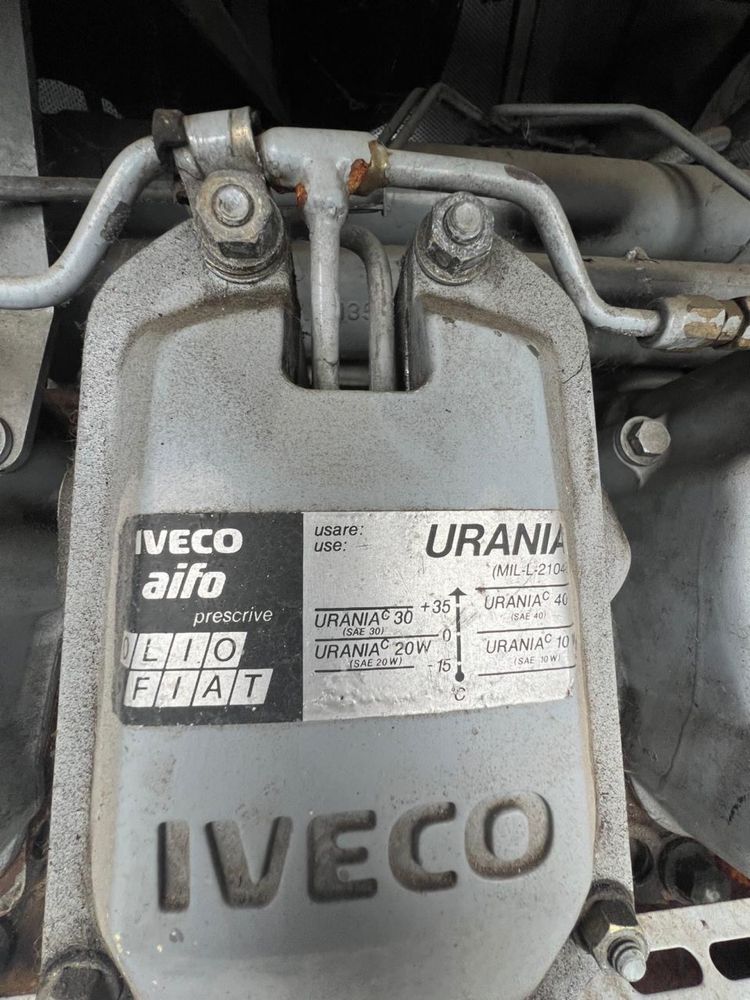 135
IVECO
aifo
prescrive
OLIO
FIAT
usare:
use:
URANIA
(MIL-L-2104
+35
URANIA C 30
(SAE 30)
0
URANIA C 20W
(SAE 20W)
-15
°C
URANIA C 40
(SAE 40)
URANIA C 10
(SAE 10W)
IVECO